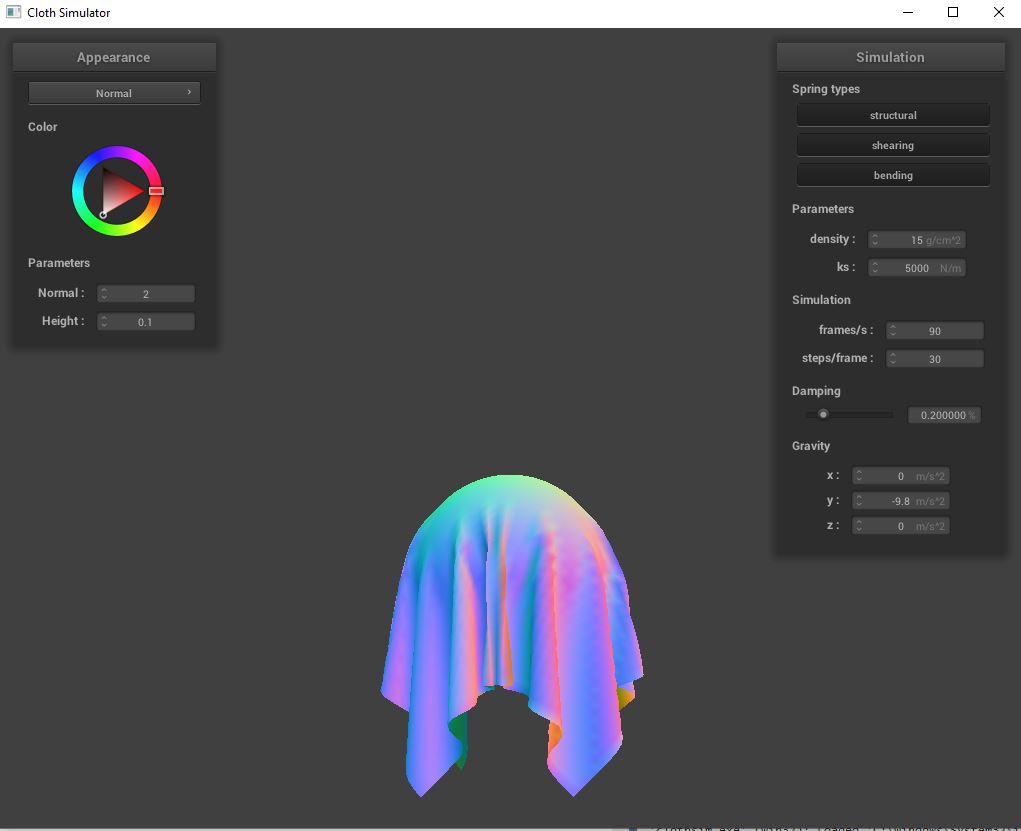 Cloth Simulator
Appearance
Normal
Color
Parameters
Normal : 2
Height : 0.1
Simulation
Spring types
structural
shearing
bending
Parameters
density : 15 g/cm^2
ks : 5000 N/m
Simulation
frames/s : 90
steps/frame : 30
Damping
0.200000 %
Gravity
x : 0 m/s^2
y : -9.8 m/s^2
z : 0 m/s^2